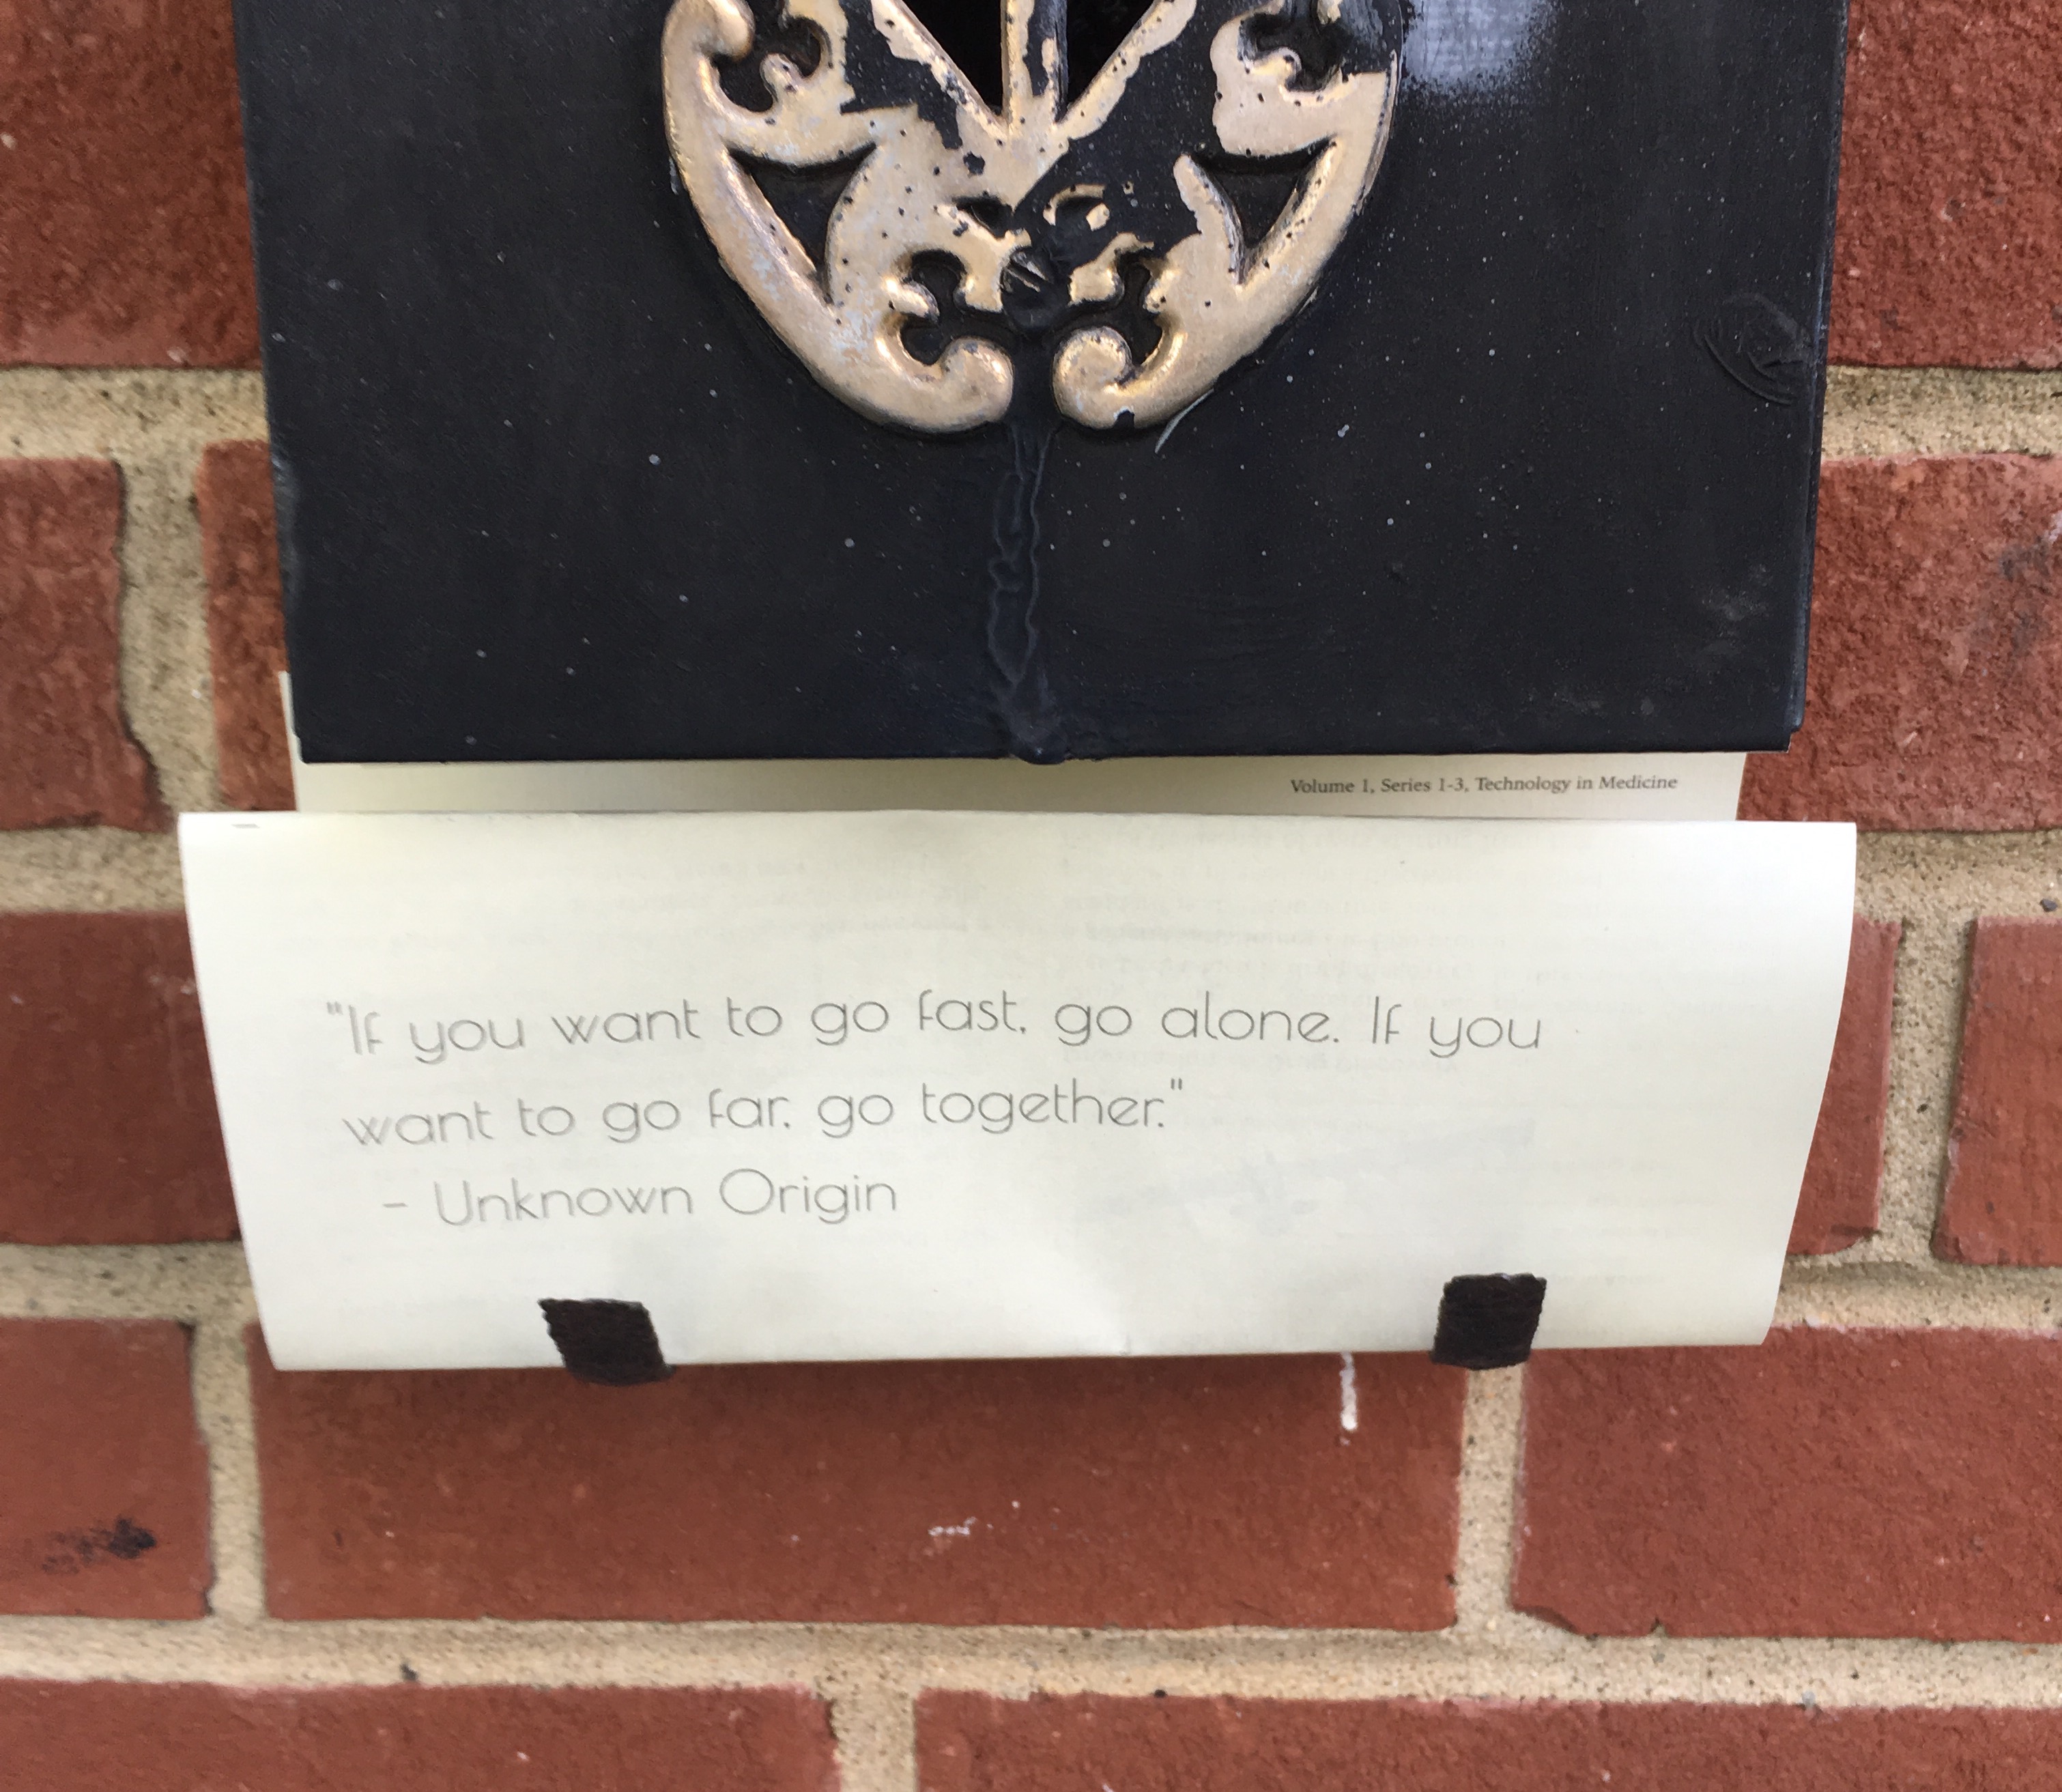 Volume 1, Series 1-3, Technology in Medicine
"If you want to go fast, go alone. If you
want to go far, go together."
- Unknown Origin